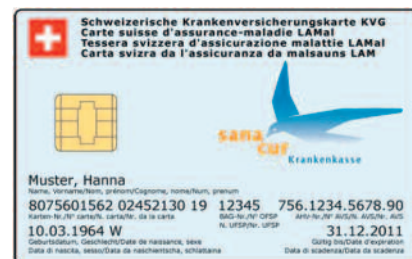 Schweizerische Krankenversicherungskarte KVG
Carte suisse d'assurance-maladie LAMal
Tessera svizzera d'assicurazione malattie LAMal
Carta svizra da l'assicuranza da malsauns LAM
sana
cur
Krankenkasse
Muster, Hanna
Name, Vorname/Nom, prénom/Cognome, nome/Num, prenum
8075601562 02452130 19 12345 756.1234.5678.90
Karten-Nr./N° carte/N. carta/Nr. da la carta BAG-Nr./N° OFSP AHV-Nr./N° AVS/N. AVS/Nr. AVS
N. UFSP/Nr. UFSP
10.03.1964 W 31.12.2011
Geburtsdatum, Geschlecht/Date de naissance, sexe Gültig bis/Date d'expiration
Data di nascita, sesso/Data da naschientscha, schlattaina Data di scadenza/Data da scadenza